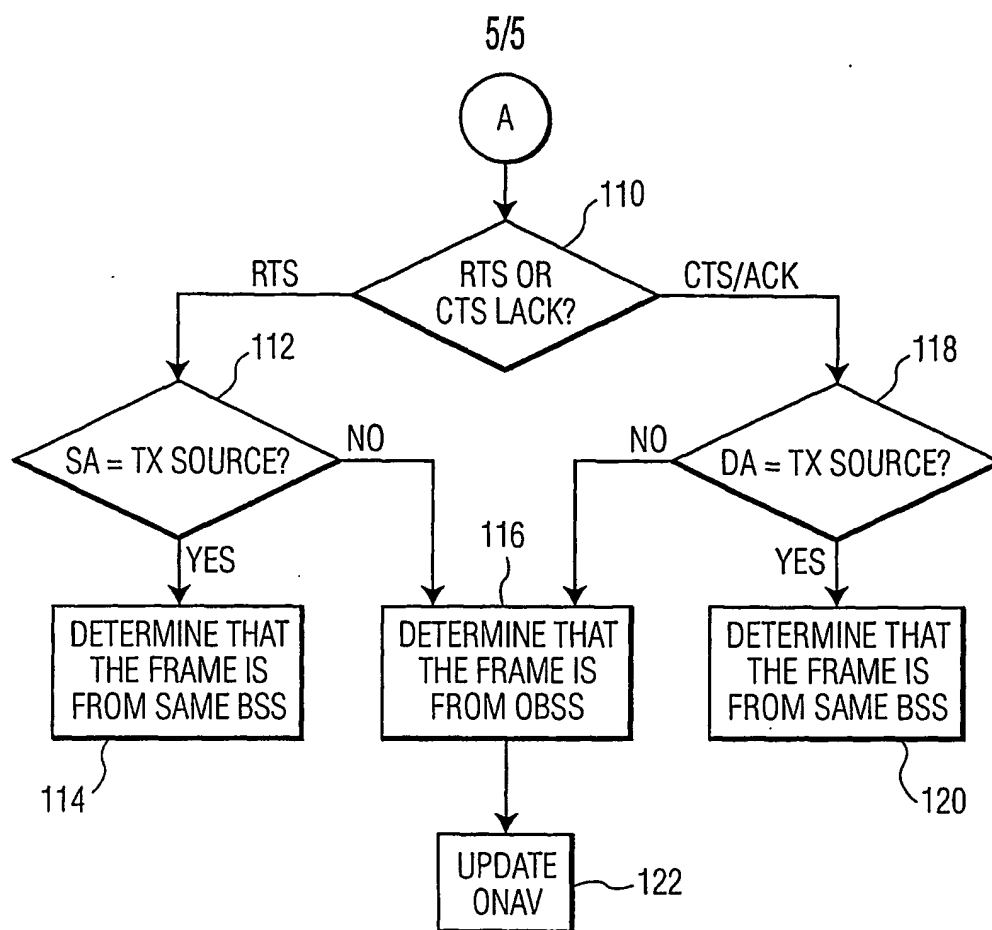 5/5
A
110
RTS OR
CTS LACK?
RTS
CTS/ACK
112
118
SA = TX SOURCE?
NO
NO
DA = TX SOURCE?
YES
116
YES
DETERMINE THAT
THE FRAME IS
FROM SAME BSS
DETERMINE THAT
THE FRAME IS
FROM OBSS
DETERMINE THAT
THE FRAME IS
FROM SAME BSS
114
120
UPDATE
ONAV
122